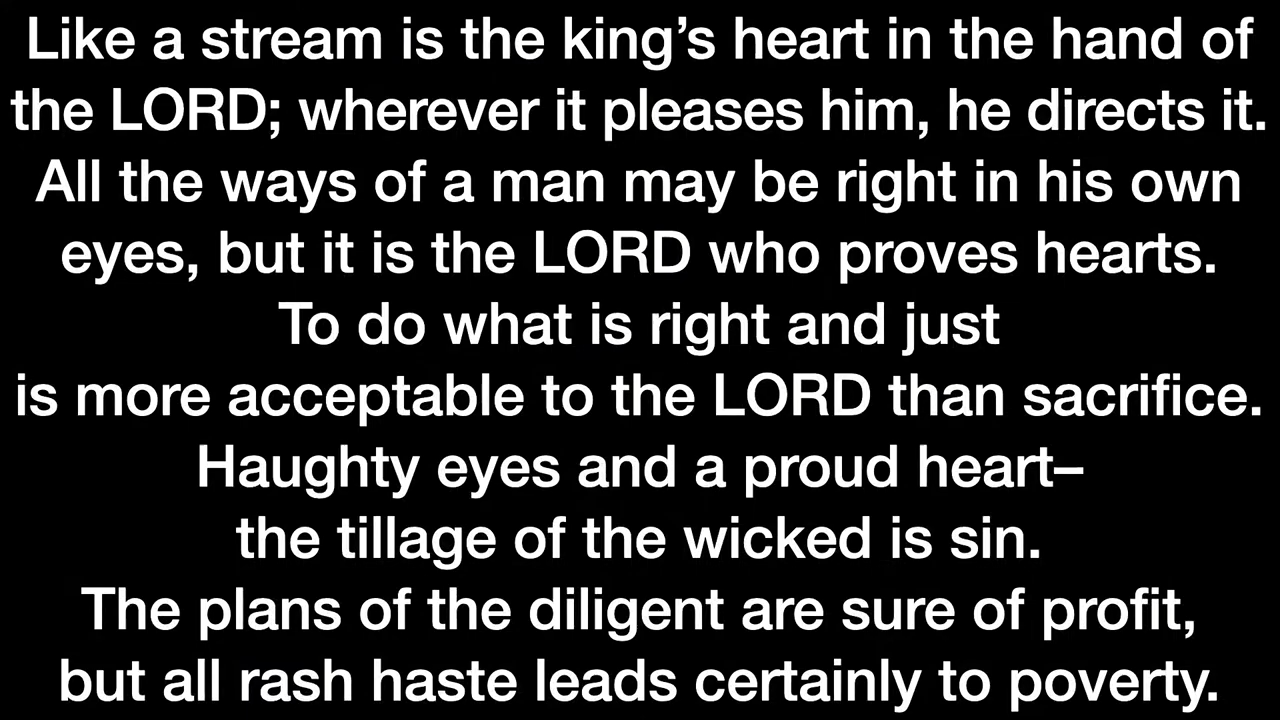 Like a stream is the king’s heart in the hand of
the LORD; wherever it pleases him, he directs it.
All the ways of a man may be right in his own
eyes, but it is the LORD who proves hearts.
To do what is right and just
is more acceptable to the LORD than sacrifice.
Haughty eyes and a proud heart–
the tillage of the wicked is sin.
The plans of the diligent are sure of profit,
but all rash haste leads certainly to poverty.